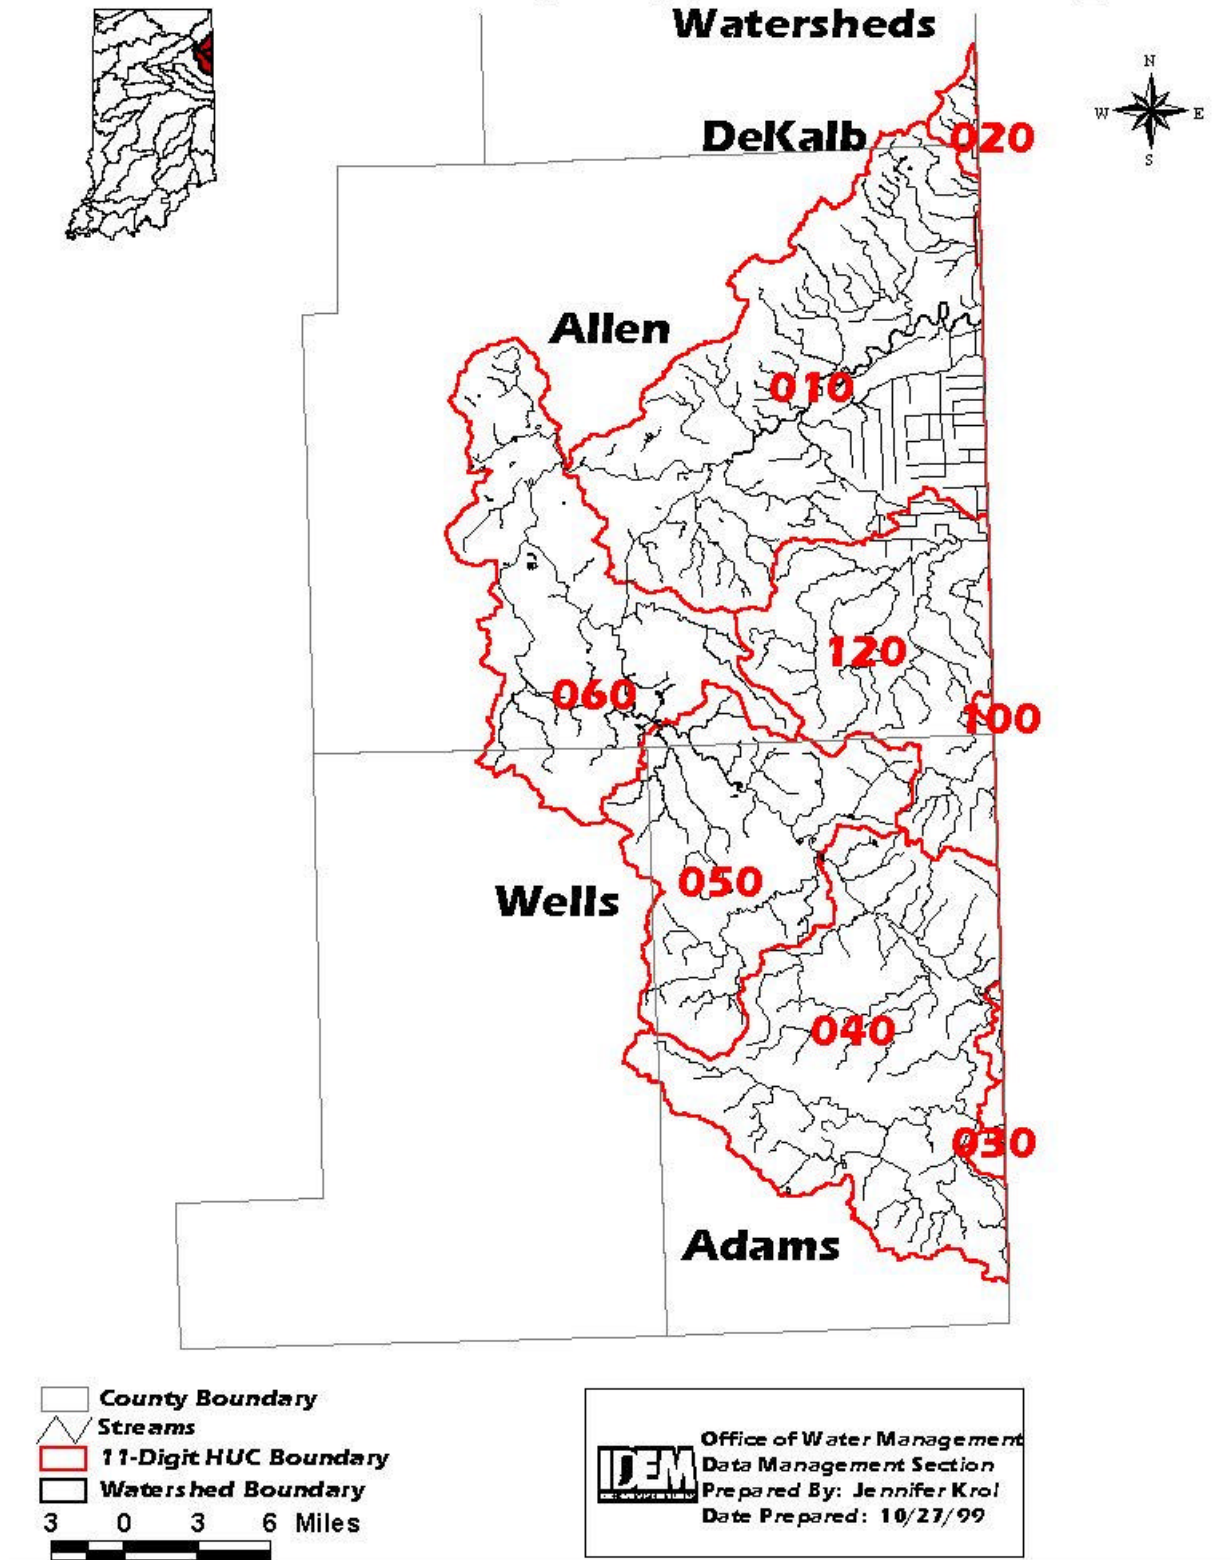 Watersheds
N
W E
S
DeKalb
020
Allen
010
120
060
100
050
Wells
040
030
Adams
County Boundary
Streams
11-Digit HUC Boundary
Watershed Boundary
3 0 3 6 Miles
IDEM
Office of Water Management
Data Management Section
Prepared By: Jennifer Krol
Date Prepared: 10/27/99